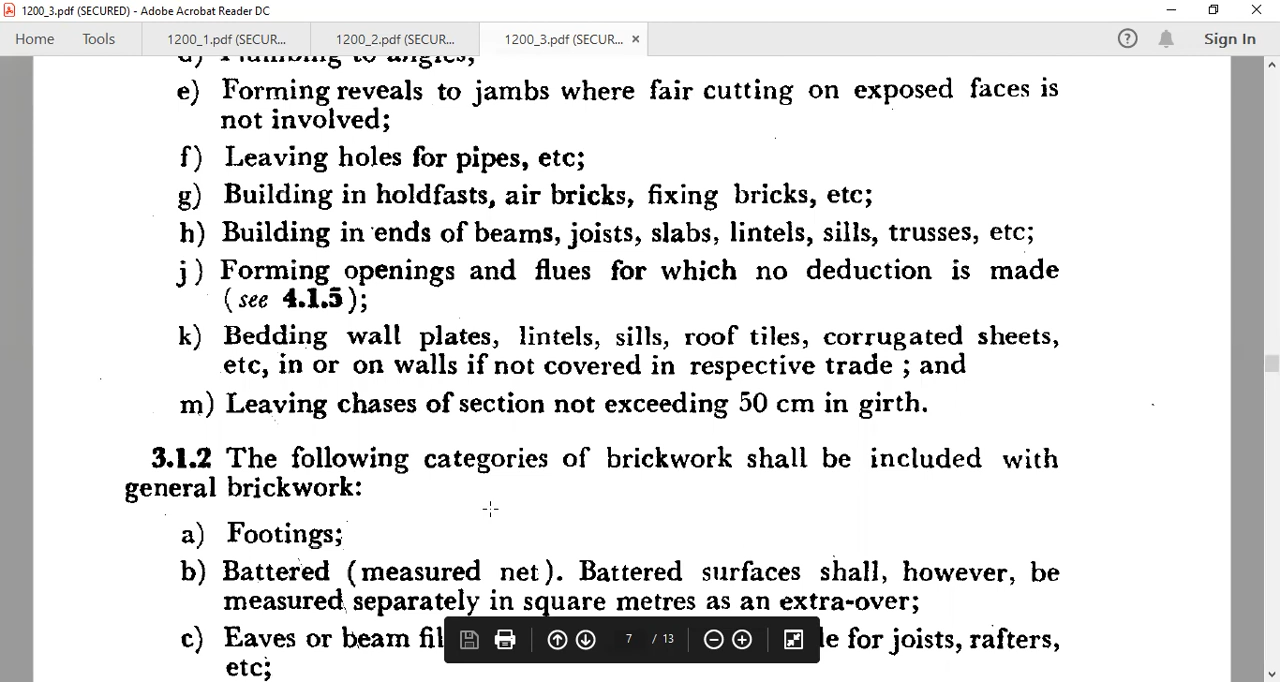 1200_3.pdf (SECURED) - Adobe Acrobat Reader DC
Home Tools 1200_1.pdf (SECUR... 1200_2.pdf (SECUR... 1200_3.pdf (SECUR... × Sign In
d) Plumbing to angles;
e) Forming reveals to jambs where fair cutting on exposed faces is
not involved;
f) Leaving holes for pipes, etc;
g) Building in holdfasts, air bricks, fixing bricks, etc;
h) Building in ends of beams, joists, slabs, lintels, sills, trusses, etc;
j) Forming openings and flues for which no deduction is made
(see 4.1.5);
k) Bedding wall plates, lintels, sills, roof tiles, corrugated sheets,
etc, in or on walls if not covered in respective trade ; and
m) Leaving chases of section not exceeding 50 cm in girth.
3.1.2 The following categories of brickwork shall be included with
general brickwork:
a) Footings;
b) Battered (measured net). Battered surfaces shall, however, be
measured separately in square metres as an extra-over;
c) Eaves or beam fil le for joists, rafters,
etc;
7 / 13